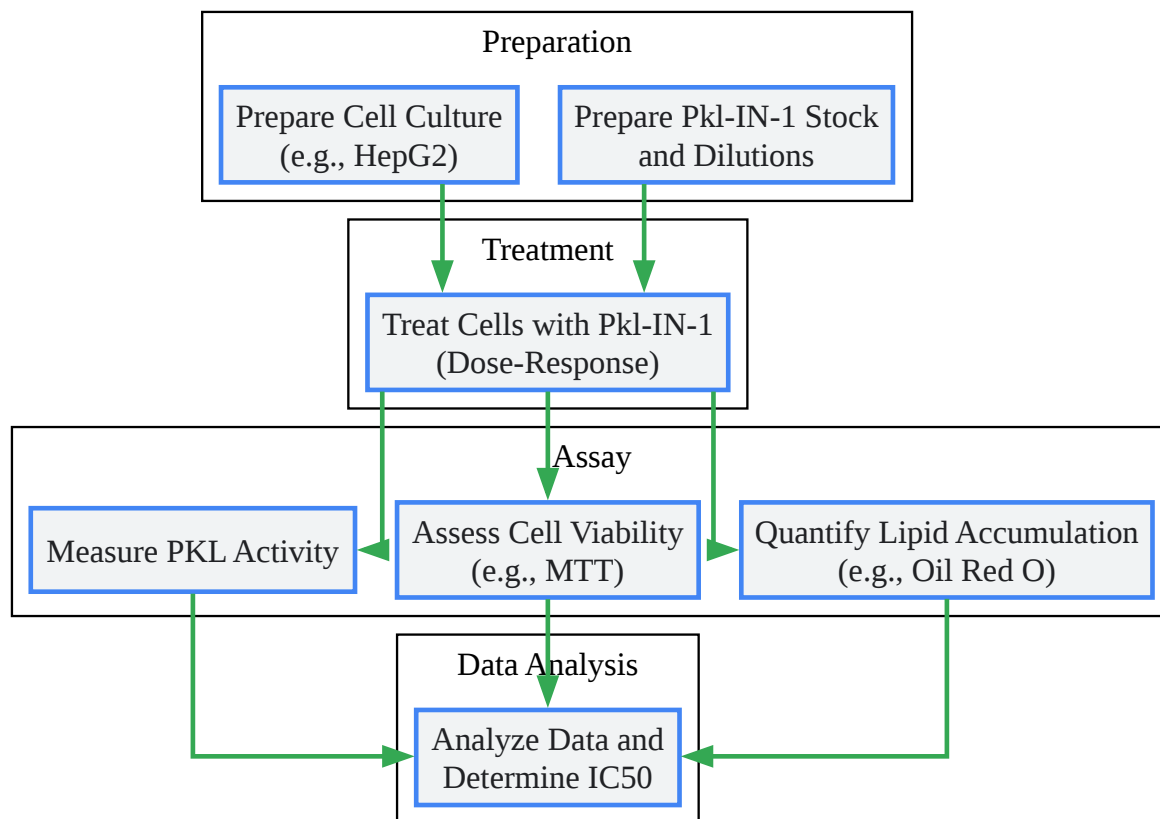 Preparation
Prepare Cell Culture
(e.g., HepG2)
Prepare Pkl-IN-1 Stock
and Dilutions
Treatment
Treat Cells with Pkl-IN-1
(Dose-Response)
Assay
Measure PKL Activity
Assess Cell Viability
(e.g., MTT)
Quantify Lipid Accumulation
(e.g., Oil Red O)
Data Analysis
Analyze Data and
Determine IC50